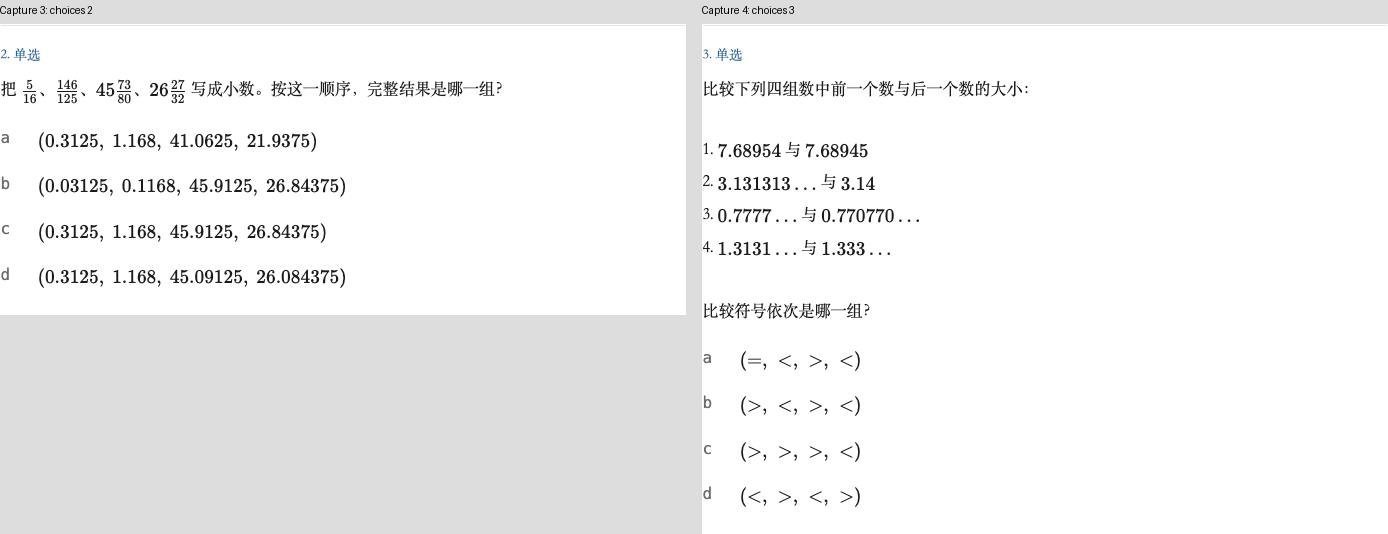 Capture 3: choices 2
2. 单选
把 5/16、146/125、45 73/80、26 27/32 写成小数。按这一顺序，完整结果是哪一组?
a (0.3125, 1.168, 41.0625, 21.9375)
b (0.03125, 0.1168, 45.9125, 26.84375)
c (0.3125, 1.168, 45.9125, 26.84375)
d (0.3125, 1.168, 45.09125, 26.084375)
Capture 4: choices 3
3. 单选
比较下列四组数中前一个数与后一个数的大小:
1. 7.68954 与 7.68945
2. 3.131313... 与 3.14
3. 0.7777... 与 0.770770...
4. 1.3131... 与 1.333...
比较符号依次是哪一组?
a (=, <, >, <)
b (>, <, >, <)
c (>, >, >, <)
d (<, >, <, >)